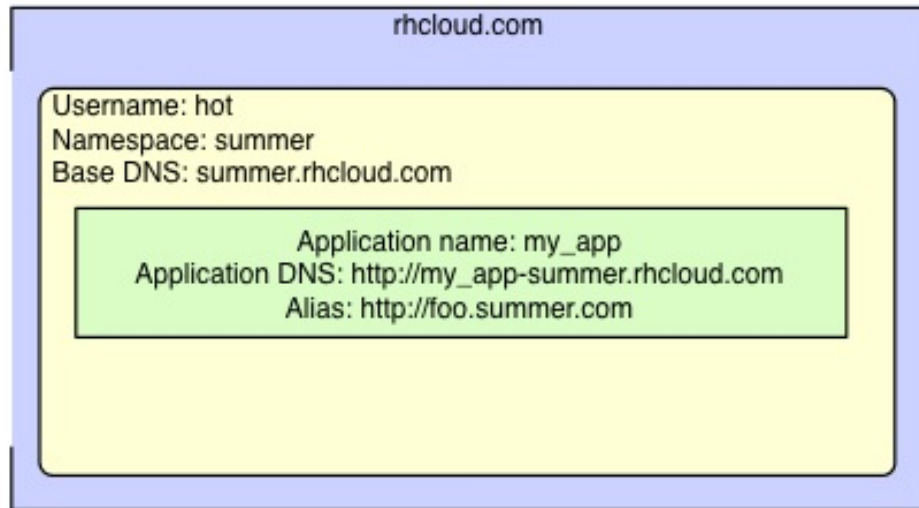 rhcloud.com
Username: hot
Namespace: summer
Base DNS: summer.rhcloud.com
Application name: my_app
Application DNS: http://my_app-summer.rhcloud.com
Alias: http://foo.summer.com